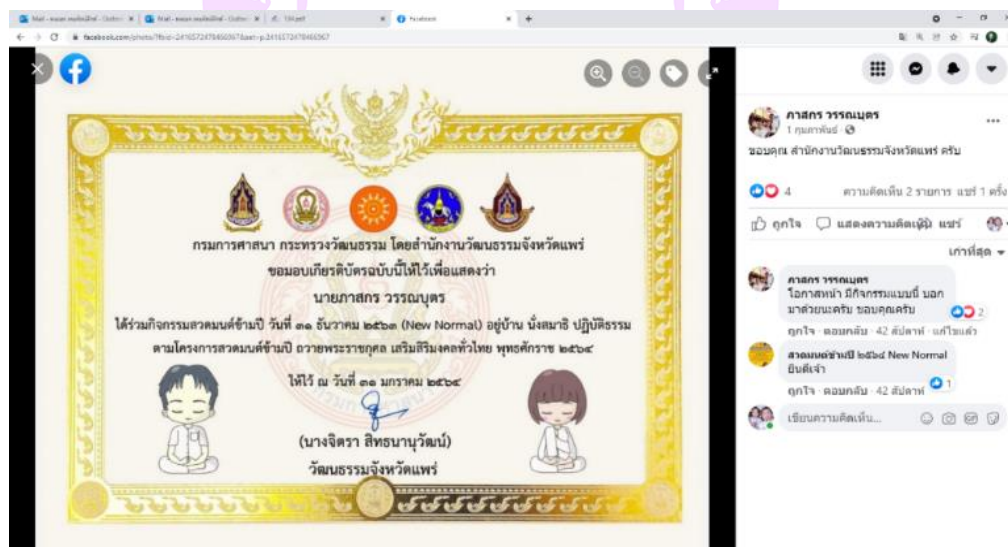 facebook.com/photo/?fbid=2416572478466967&set=p.2416572478466967
Facebook
กรมการศาสนา กระทรวงวัฒนธรรม โดยสำนักงานวัฒนธรรมจังหวัดแพร่
ขอมอบเกียรติบัตรฉบับนี้ให้ไว้เพื่อแสดงว่า
นายภาสกร วรรณบุตร
ได้ร่วมกิจกรรมสวดมนต์ข้ามปี วันที่ ๓๑ ธันวาคม ๒๕๖๓ (New Normal) อยู่บ้าน นั่งสมาธิ ปฏิบัติธรรม
ตามโครงการสวดมนต์ข้ามปี ถวายพระราชกุศล เสริมสิริมงคลทั่วไทย พุทธศักราช ๒๕๖๔
ให้ไว้ ณ วันที่ ๓๑ มกราคม ๒๕๖๔
(นางจิตรา สิทธนานุวัฒน์)
วัฒนธรรมจังหวัดแพร่
ภาสกร วรรณบุตร
1 กุมภาพันธ์
ขอบคุณ สำนักงานวัฒนธรรมจังหวัดแพร่ ครับ
4 ความคิดเห็น 2 รายการ แชร์ 1 ครั้ง
ถูกใจ แสดงความคิดเห็น แชร์
เก่าที่สุด
ภาสกร วรรณบุตร
โอกาสหน้า มีกิจกรรมแบบนี้ บอก
มาด้วยนะครับ ขอบคุณครับ
2
ถูกใจ · ตอบกลับ · 42 สัปดาห์ · แก้ไขแล้ว
สวดมนต์ข้ามปี ๒๕๖๔ New Normal
ยินดีเจ้า
1
ถูกใจ · ตอบกลับ · 42 สัปดาห์
เขียนความคิดเห็น...